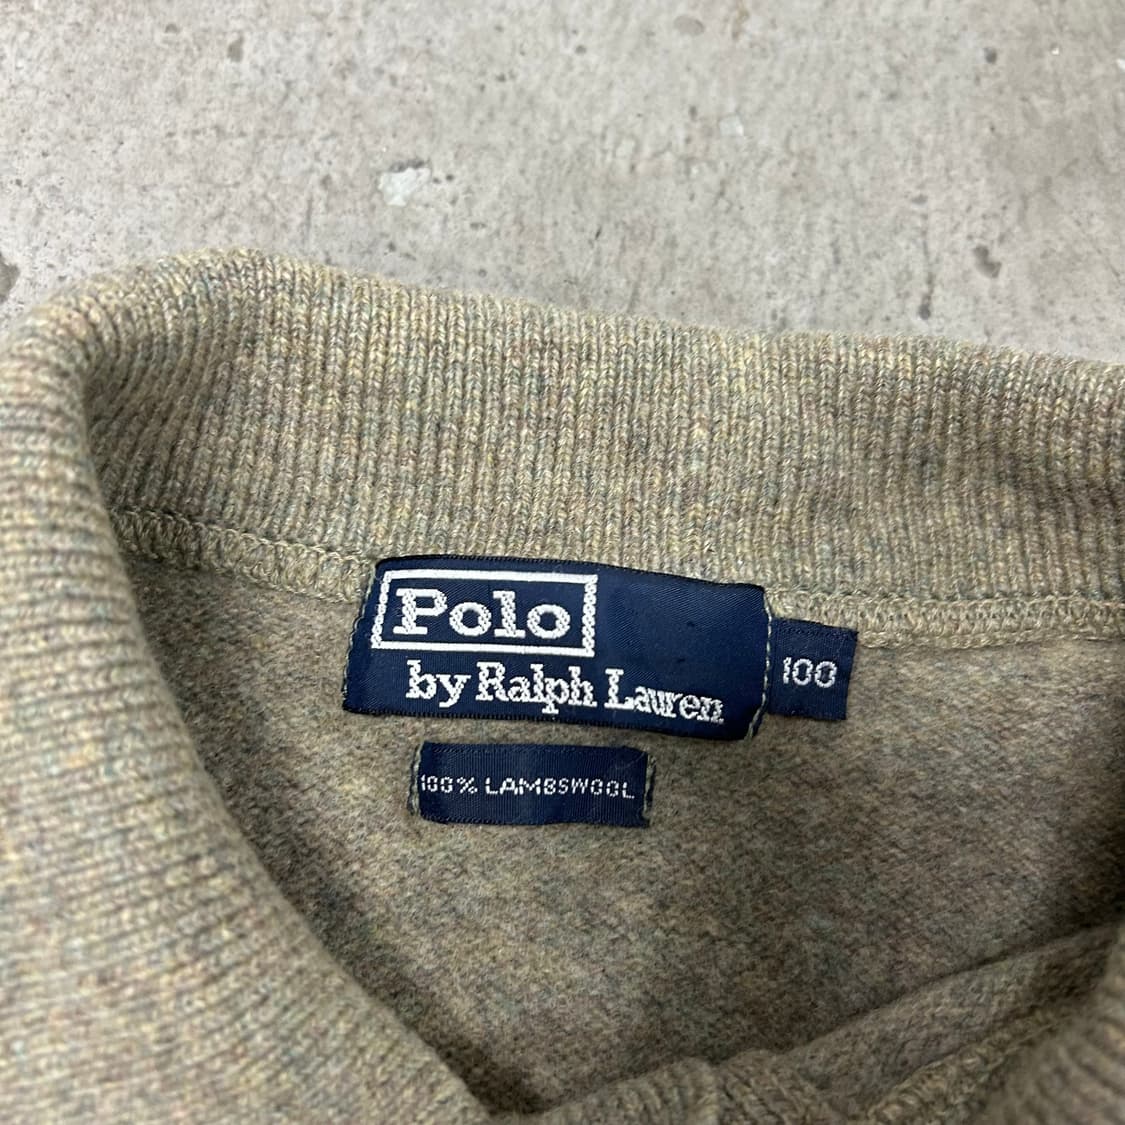 Polo
by Ralph Lauren
100
100% LAMBSWOOL